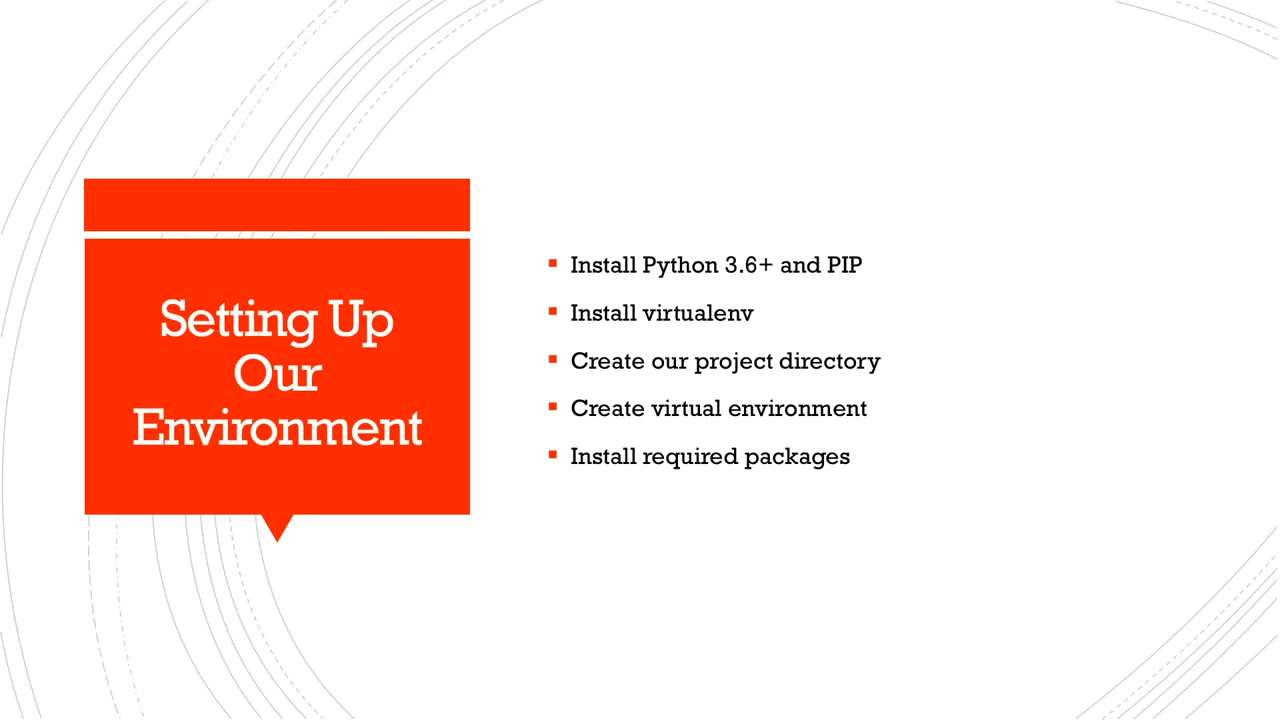 Setting Up
Our
Environment
Install Python 3.6+ and PIP
Install virtualenv
Create our project directory
Create virtual environment
Install required packages